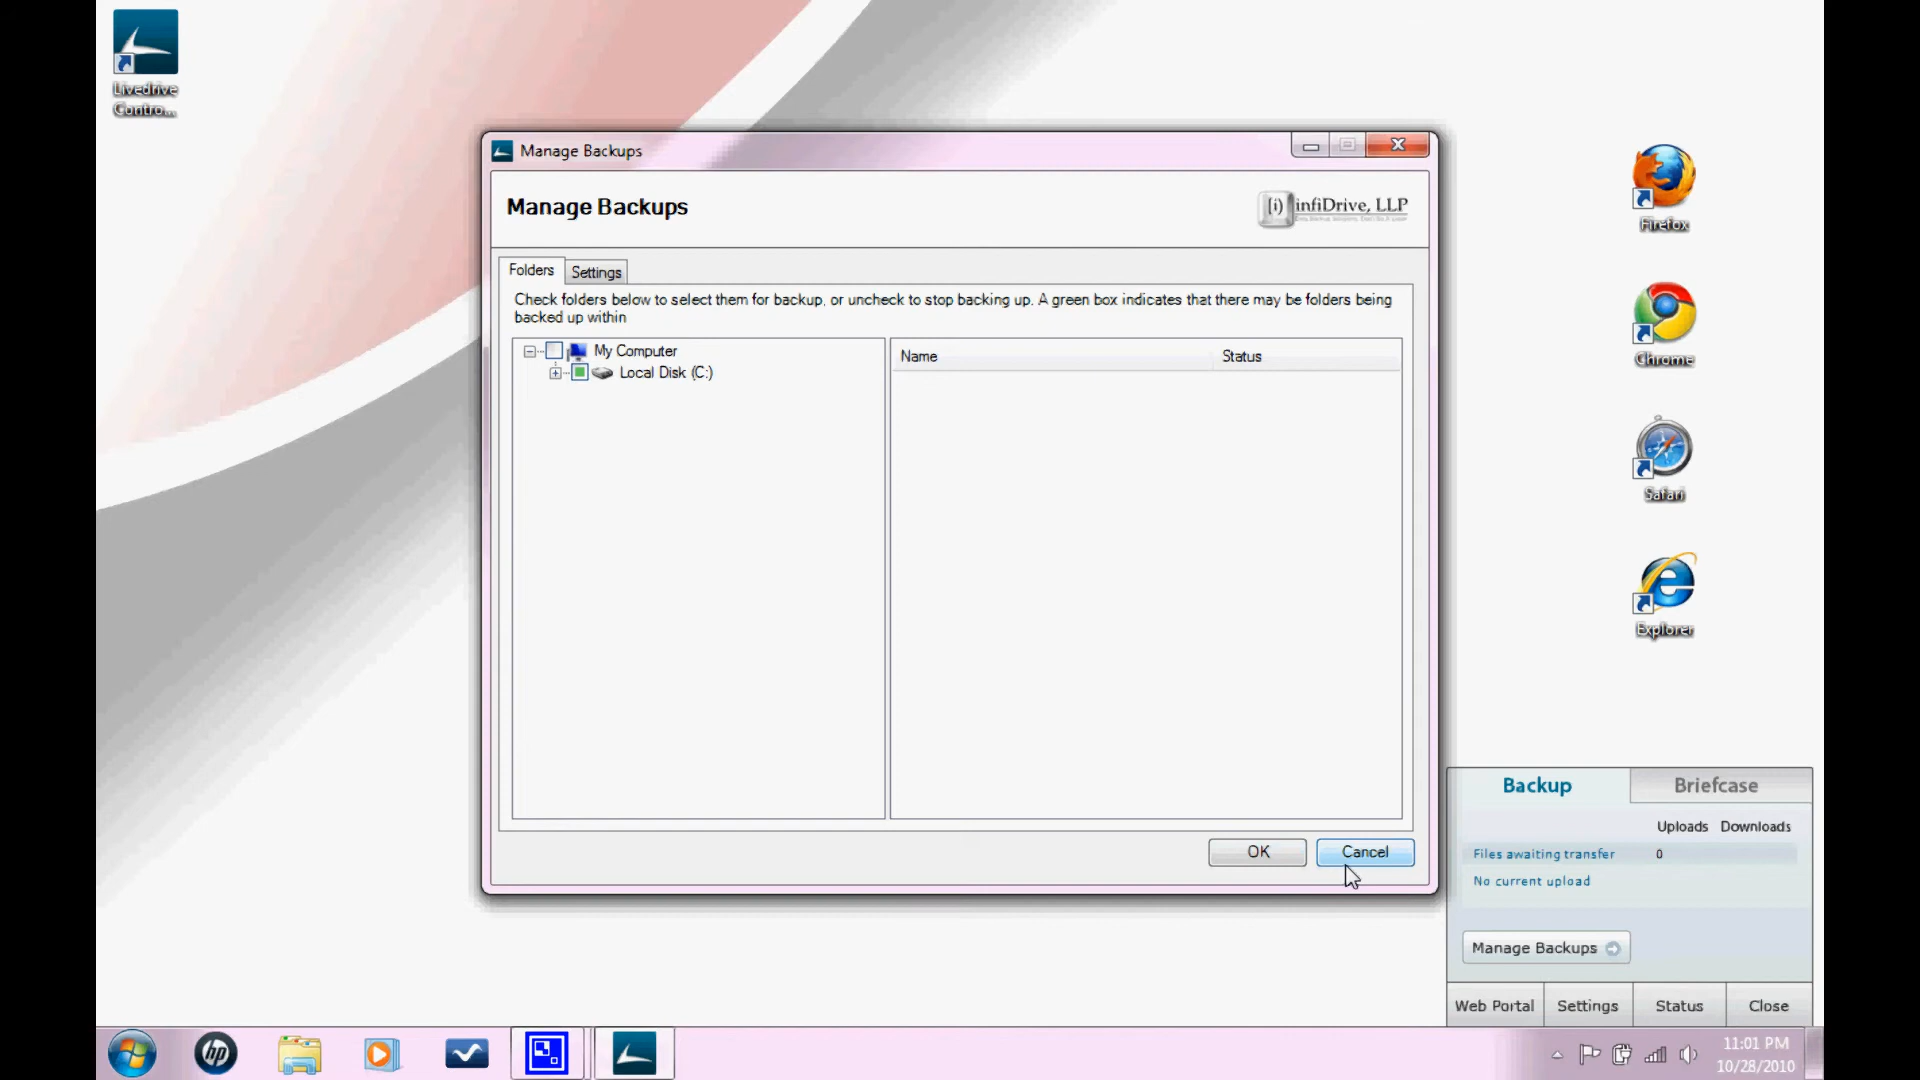 Livedrive
Contro...
Manage Backups
Manage Backups
[i] infiDrive, LLP
Folders
Settings
Check folders below to select them for backup, or uncheck to stop backing up. A green box indicates that there may be folders being
backed up within
My Computer
Local Disk (C:)
Name
Status
OK
Cancel
Firefox
Chrome
Safari
Explorer
Backup
Briefcase
Uploads Downloads
Files awaiting transfer 0
No current upload
Manage Backups
Web Portal
Settings
Status
Close
hp
11:01 PM
10/28/2010